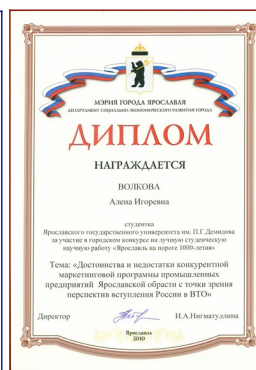 МЭРИЯ ГОРОДА ЯРОСЛАВЛЯ
ДЕПАРТАМЕНТ СОЦИАЛЬНО-ЭКОНОМИЧЕСКОГО РАЗВИТИЯ ГОРОДА
ДИПЛОМ
НАГРАЖДАЕТСЯ
ВОЛКОВА
Алена Игоревна
студентка
Ярославского государственного университета им. П.Г.Демидова
за участие в городском конкурсе на лучшую студенческую
научную работу «Ярославль на пороге 1000-летия»
Тема: «Достоинства и недостатки конкурентной
маркетинговой программы промышленных
предприятий Ярославской области с точки зрения
перспектив вступления России в ВТО»
Директор И.А.Нигматуллина
Ярославль
2010